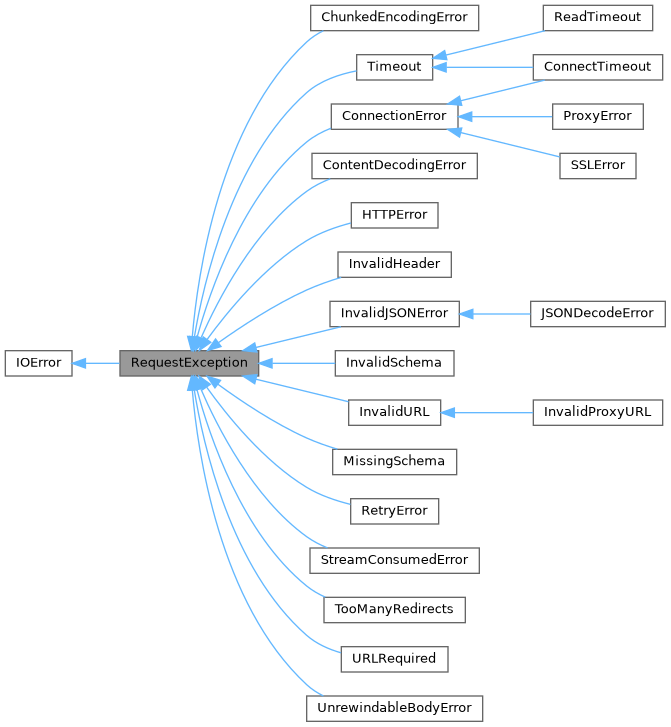 ChunkedEncodingError
ReadTimeout
Timeout
ConnectTimeout
ConnectionError
ProxyError
ContentDecodingError
SSLError
HTTPError
InvalidHeader
InvalidJSONError
JSONDecodeError
IOError
RequestException
InvalidSchema
InvalidURL
InvalidProxyURL
MissingSchema
RetryError
StreamConsumedError
TooManyRedirects
URLRequired
UnrewindableBodyError